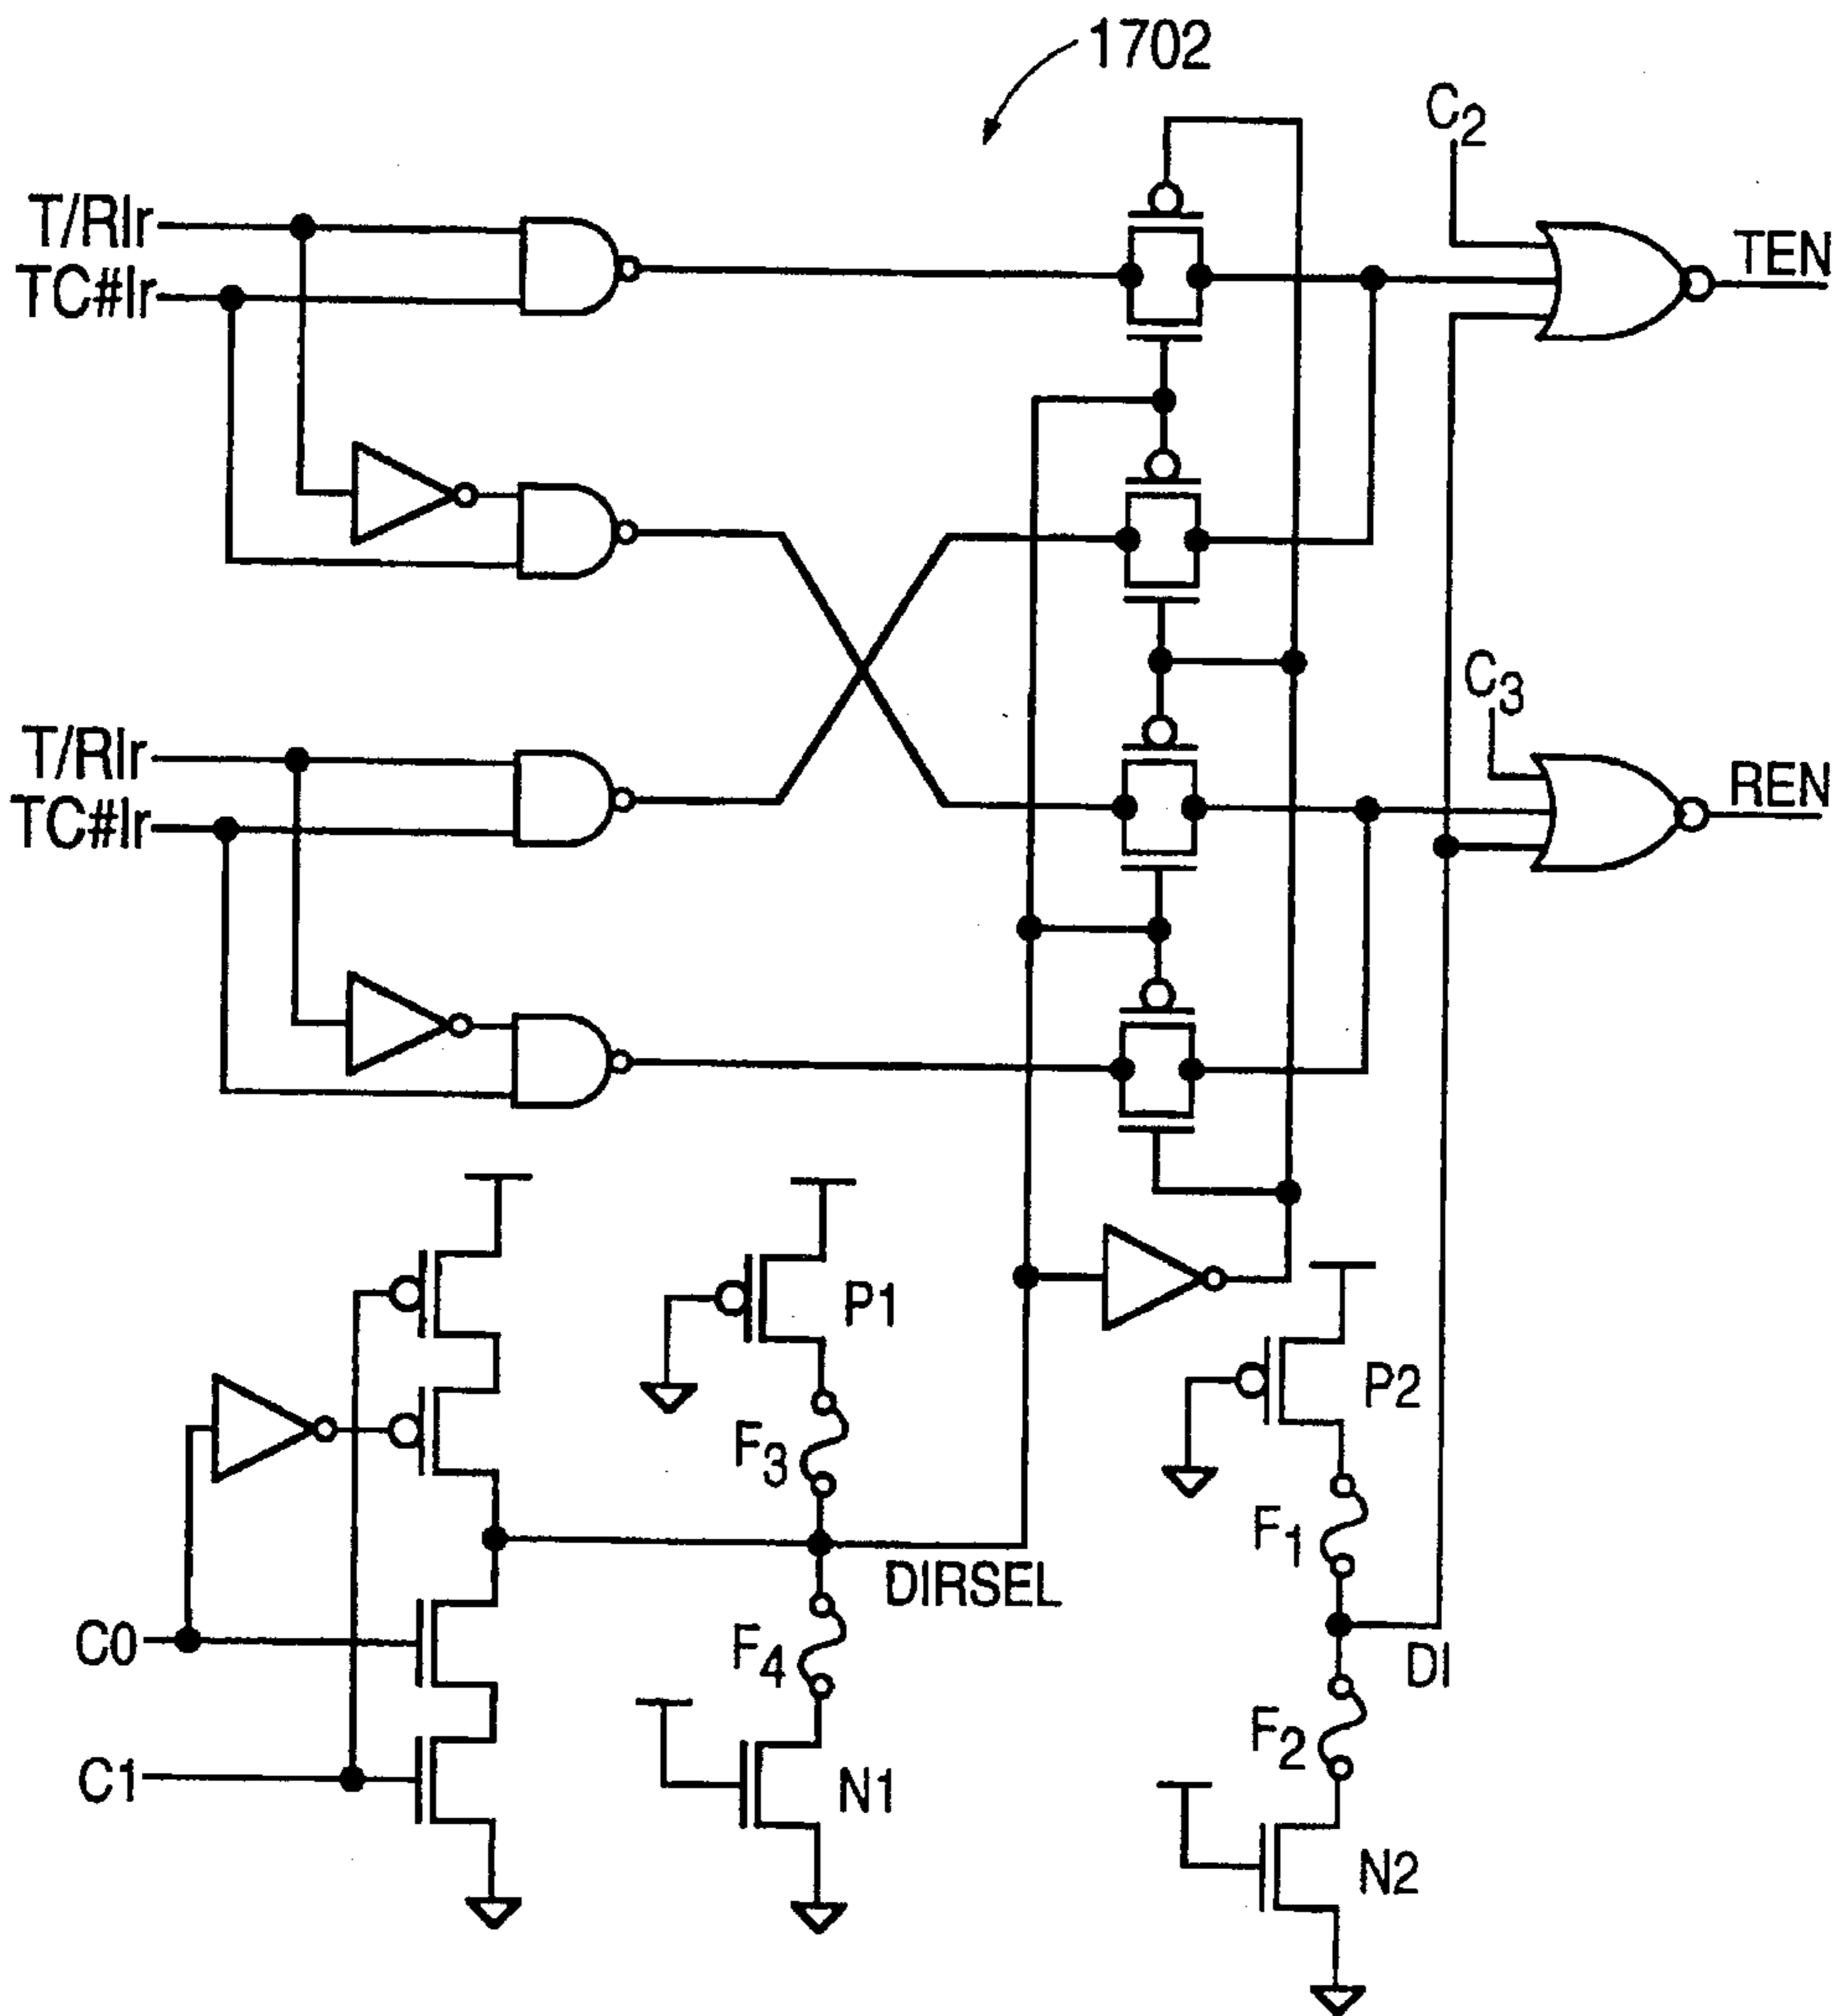 1702
C2
T/RIr
TEN
TC#Ir
C3
T/RIr
REN
TC#Ir
P1
P2
F3
F1
DIRSEL
C0
F4
DI
F2
C1
N1
N2